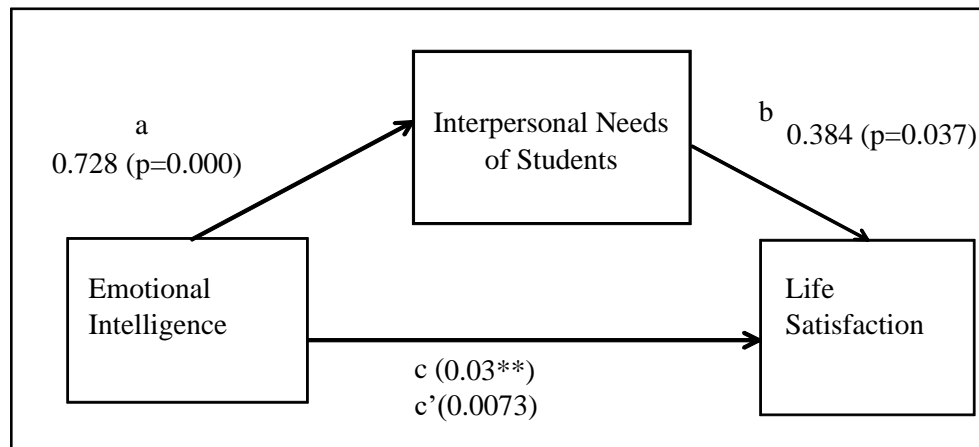 a
0.728 (p=0.000)
Interpersonal Needs
of Students
b
0.384 (p=0.037)
Emotional
Intelligence
Life
Satisfaction
c (0.03**)
c’(0.0073)